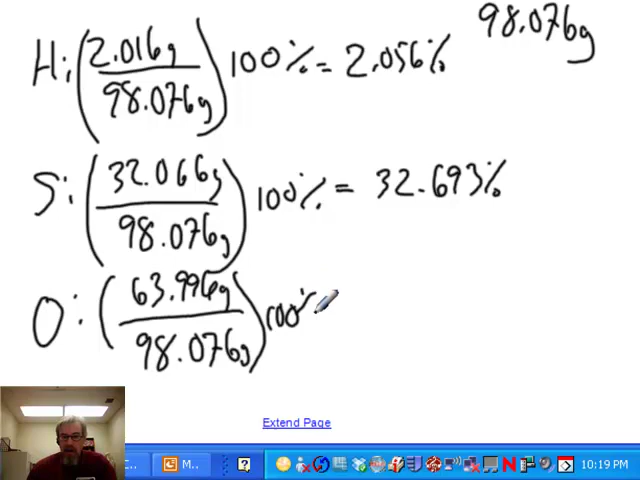 98.076g
H: (2.016g / 98.076g) 100% = 2.056%
S: (32.066g / 98.076g) 100% = 32.693%
O: (63.996g / 98.076g) 100%
Extend Page
C...
M...
10:19 PM